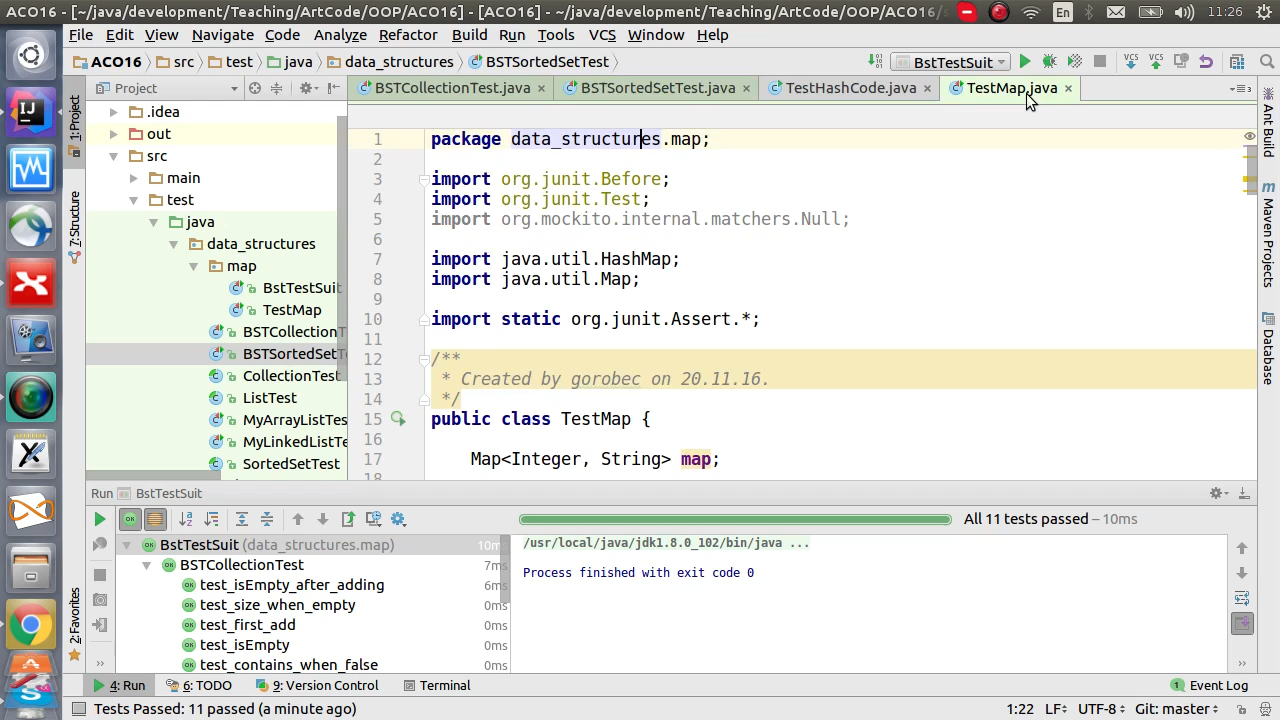 ACO16 - [~/java/development/Teaching/ArtCode/OOP/ACO16] - [ACO16] - ~/java/development/Teaching/ArtCode/OOP/ACO16/s
En
11:26
File Edit View Navigate Code Analyze Refactor Build Run Tools VCS Window Help
ACO16 src test java data_structures BSTSortedSetTest
BstTestSuit
VCS VCS
Project
BSTCollectionTest.java BSTSortedSetTest.java TestHashCode.java TestMap.java
1: Project
7: Structure
2: Favorites
.idea
out
src
main
test
java
data_structures
map
BstTestSuit
TestMap
BSTCollectionT
BSTSortedSetTe
CollectionTest
ListTest
MyArrayListTes
MyLinkedListTe
SortedSetTest
1 package data_structures.map;
2
3 import org.junit.Before;
4 import org.junit.Test;
5 import org.mockito.internal.matchers.Null;
6
7 import java.util.HashMap;
8 import java.util.Map;
9
10 import static org.junit.Assert.*;
11
12 /**
13 * Created by gorobec on 20.11.16.
14 */
15 public class TestMap {
16
17 Map<Integer, String> map;
18
Ant Build
Maven Projects
Database
Run BstTestSuit
All 11 tests passed – 10ms
BstTestSuit (data_structures.map) 10m
BSTCollectionTest 7ms
test_isEmpty_after_adding 6ms
test_size_when_empty 0ms
test_first_add 0ms
test_isEmpty 0ms
test_contains_when_false 0ms
/usr/local/java/jdk1.8.0_102/bin/java ...
Process finished with exit code 0
4: Run 6: TODO 9: Version Control Terminal 1 Event Log
Tests Passed: 11 passed (a minute ago) 1:22 LF UTF-8 Git: master